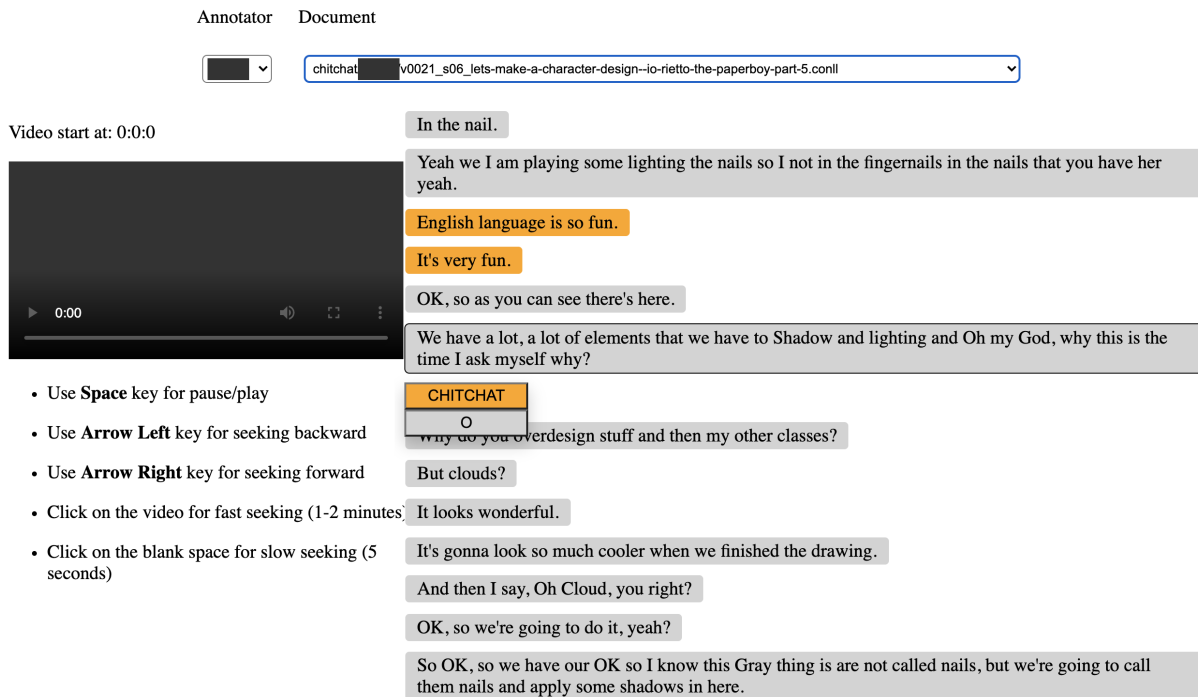 Annotator Document
chitchat v0021_s06_lets-make-a-character-design--io-rietto-the-paperboy-part-5.conll
Video start at: 0:0:0
0:00
• Use Space key for pause/play
• Use Arrow Left key for seeking backward
• Use Arrow Right key for seeking forward
• Click on the video for fast seeking (1-2 minutes)
• Click on the blank space for slow seeking (5
seconds)
In the nail.
Yeah we I am playing some lighting the nails so I not in the fingernails in the nails that you have her
yeah.
English language is so fun.
It's very fun.
OK, so as you can see there's here.
We have a lot, a lot of elements that we have to Shadow and lighting and Oh my God, why this is the
time I ask myself why?
CHITCHAT
O
Why do you overdesign stuff and then my other classes?
But clouds?
It looks wonderful.
It's gonna look so much cooler when we finished the drawing.
And then I say, Oh Cloud, you right?
OK, so we're going to do it, yeah?
So OK, so we have our OK so I know this Gray thing is are not called nails, but we're going to call
them nails and apply some shadows in here.